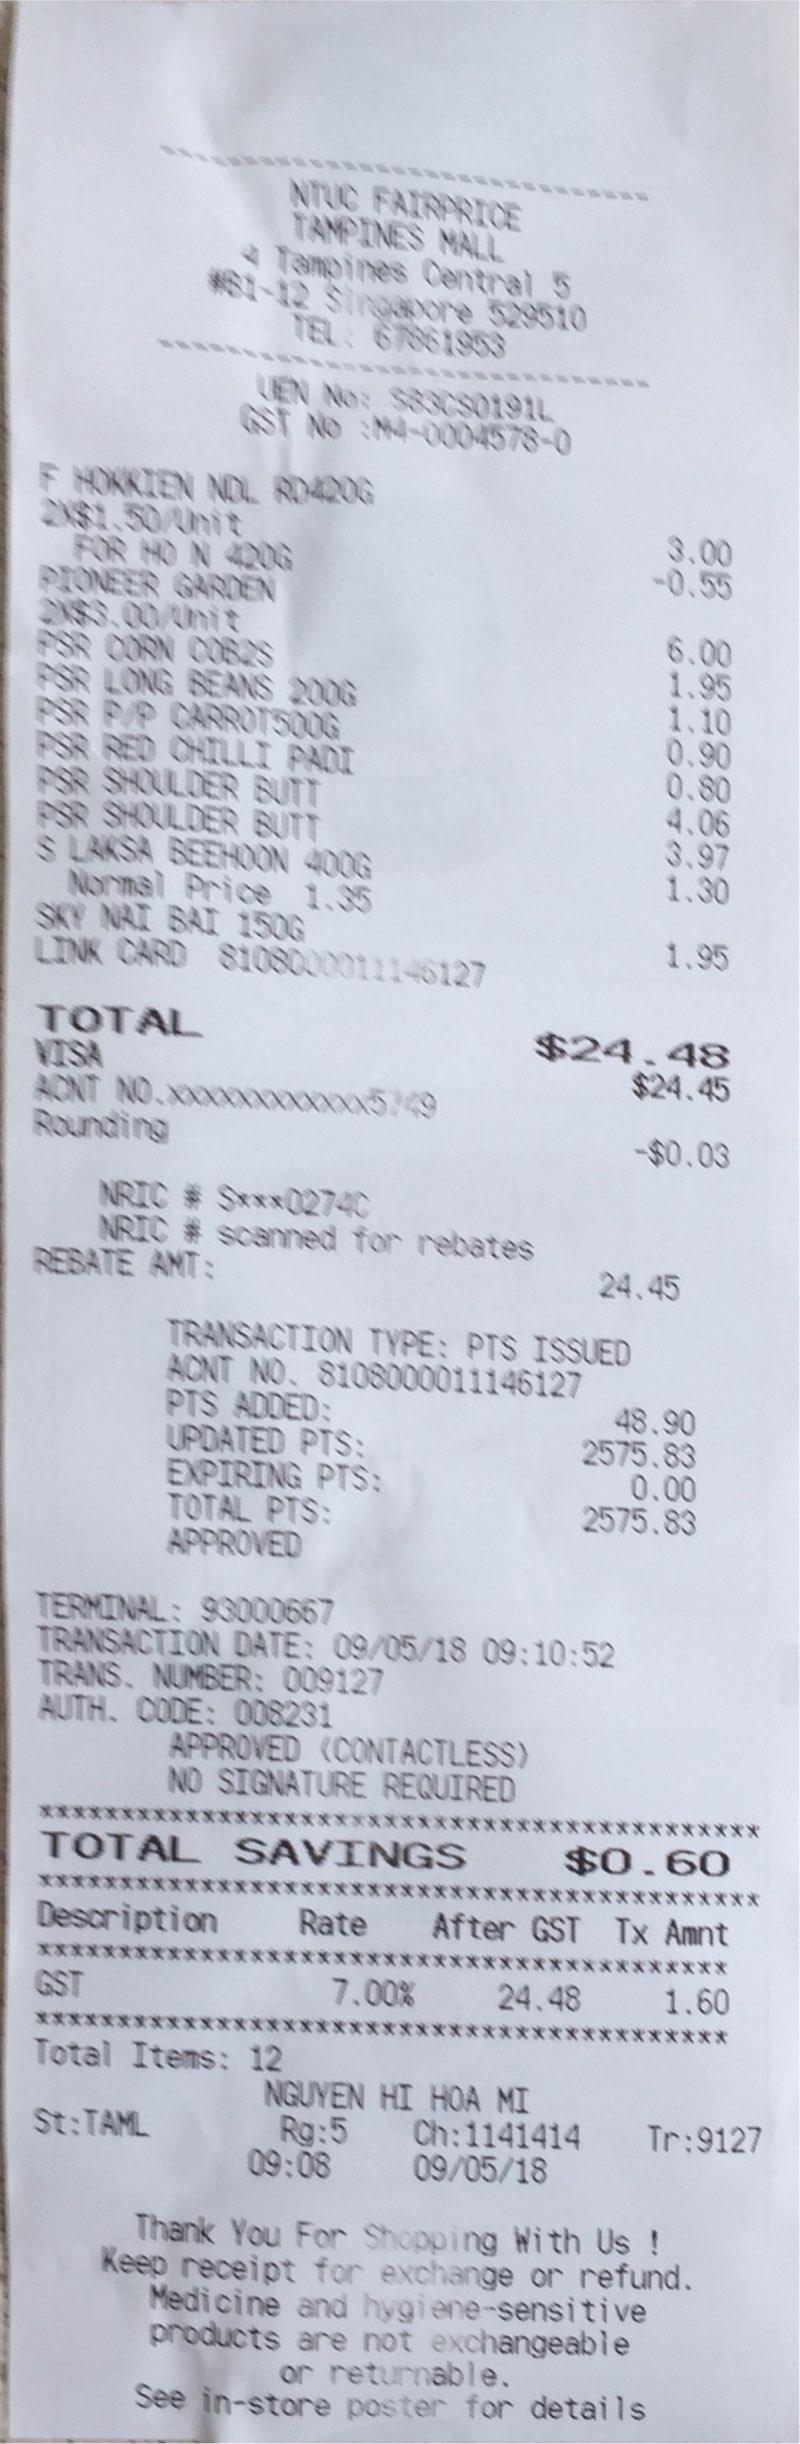 NTUC FAIRPRICE
TAMPINES MALL
4 Tampines Central 5
#B1-12 Singapore 529510
TEL: 67861953
UEN No: S83CS0191L
GST No :M4-0004578-0
F HOKKIEN NDL RD420G
2X$1.50/Unit 3.00
FOR HO N 420G -0.55
PIONEER GARDEN
2X$3.00/Unit 6.00
PSR CORN COB2S 1.95
PSR LONG BEANS 200G 1.10
PSR P/P CARROT500G 0.90
PSR RED CHILLI PADI 0.80
PSR SHOULDER BUTT 4.06
PSR SHOULDER BUTT 3.97
S LAKSA BEEHOON 400G 1.30
Normal Price 1.35
SKY NAI BAI 150G 1.95
LINK CARD 8108000011146127
TOTAL $24.48
VISA $24.45
ACNT NO.xxxxxxxxxxxx5749
Rounding -$0.03
NRIC # S***0274C
NRIC # scanned for rebates
REBATE AMT: 24.45
TRANSACTION TYPE: PTS ISSUED
ACNT NO. 8108000011146127
PTS ADDED: 48.90
UPDATED PTS: 2575.83
EXPIRING PTS: 0.00
TOTAL PTS: 2575.83
APPROVED
TERMINAL: 93000667
TRANSACTION DATE: 09/05/18 09:10:52
TRANS. NUMBER: 009127
AUTH. CODE: 008231
APPROVED (CONTACTLESS)
NO SIGNATURE REQUIRED
TOTAL SAVINGS $0.60
Description Rate After GST Tx Amnt
GST 7.00% 24.48 1.60
Total Items: 12
NGUYEN HI HOA MI
St:TAML Rg:5 Ch:1141414 Tr:9127
09:08 09/05/18
Thank You For Shopping With Us !
Keep receipt for exchange or refund.
Medicine and hygiene-sensitive
products are not exchangeable
or returnable.
See in-store poster for details